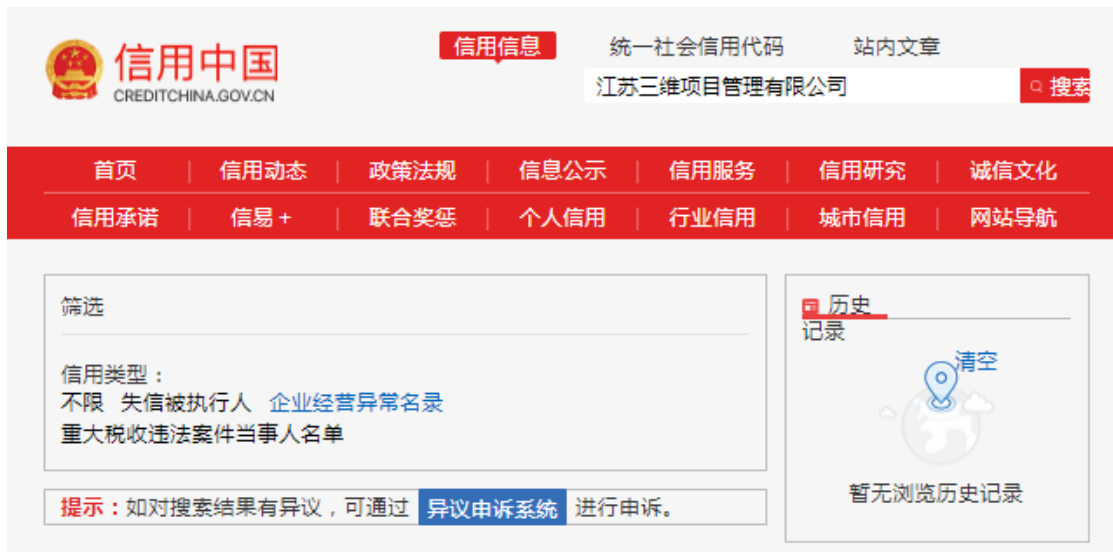 信用中国
CREDITCHINA.GOV.CN
信用信息 统一社会信用代码 站内文章
江苏三维项目管理有限公司 搜索
首页 信用动态 政策法规 信息公示 信用服务 信用研究 诚信文化
信用承诺 信易+ 联合奖惩 个人信用 行业信用 城市信用 网站导航
筛选
信用类型：
不限 失信被执行人 企业经营异常名录
重大税收违法案件当事人名单
提示：如对搜索结果有异议，可通过 异议申诉系统 进行申诉。
历史
记录
清空
暂无浏览历史记录